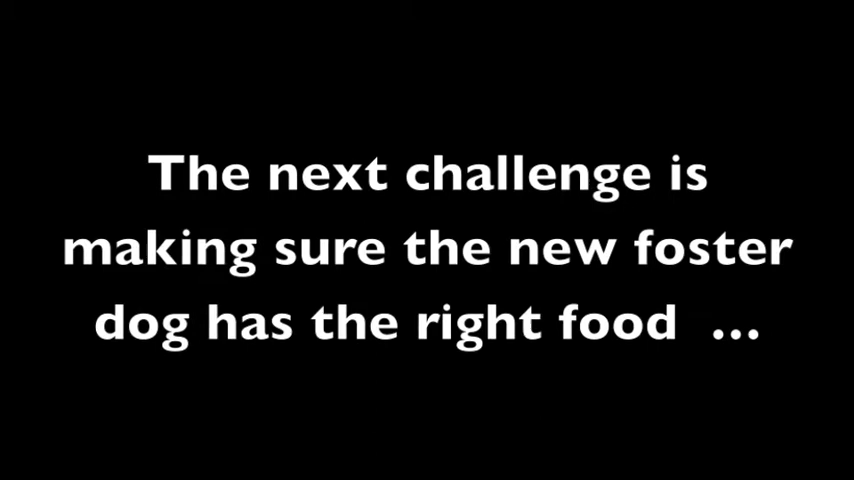 The next challenge is
making sure the new foster
dog has the right food  ...